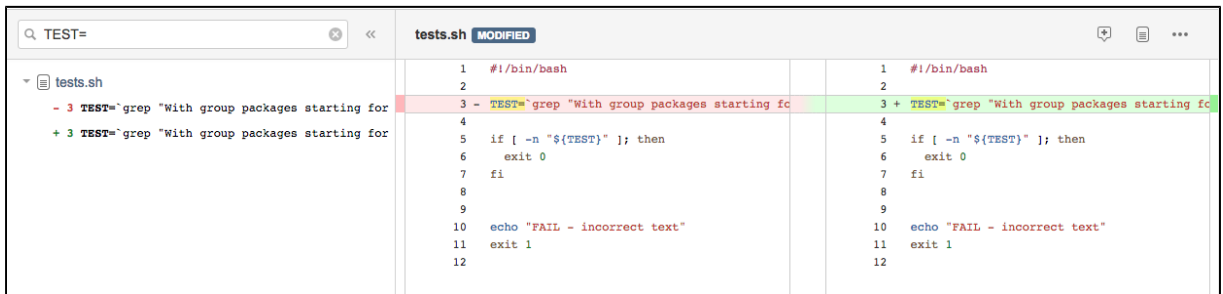 TEST=
tests.sh
- 3 TEST=`grep "With group packages starting for
+ 3 TEST=`grep "With group packages starting for
tests.sh MODIFIED
1 #!/bin/bash
2
3 - TEST=`grep "With group packages starting fo
4
5 if [ -n "${TEST}" ]; then
6 exit 0
7 fi
8
9
10 echo "FAIL - incorrect text"
11 exit 1
12
1 #!/bin/bash
2
3 + TEST=`grep "With group packages starting fo
4
5 if [ -n "${TEST}" ]; then
6 exit 0
7 fi
8
9
10 echo "FAIL - incorrect text"
11 exit 1
12